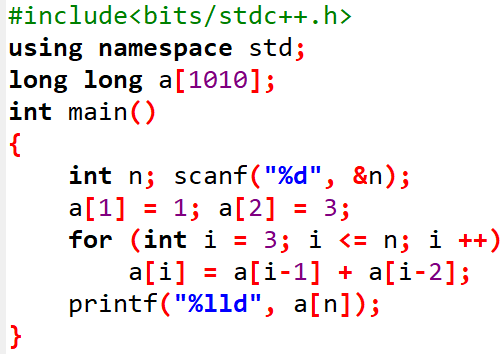 #include<bits/stdc++.h>
using namespace std;
long long a[1010];
int main()
{
    int n; scanf("%d", &n);
    a[1] = 1; a[2] = 3;
    for (int i = 3; i <= n; i ++)
        a[i] = a[i-1] + a[i-2];
    printf("%lld", a[n]);
}